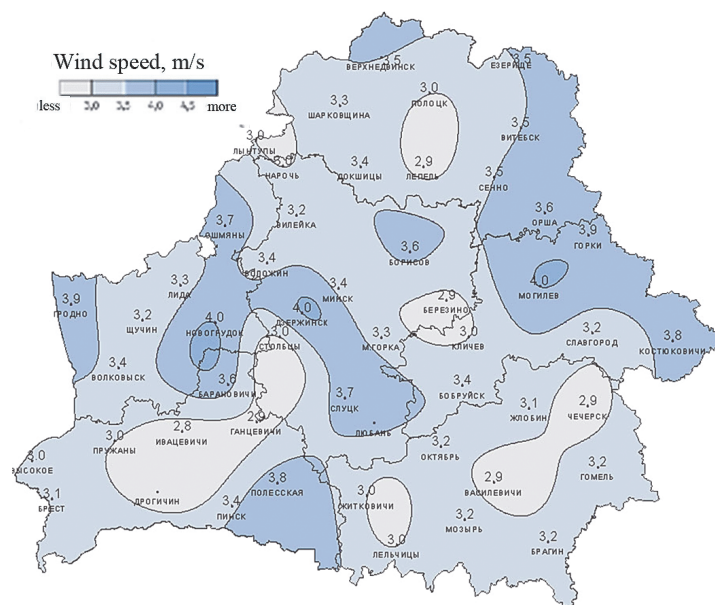 Wind speed, m/s
less 3,0 3,5 4,0 4,5 more
3,5
ВЕРХНЕДВИНСК
3,5
ЕЗЕРИЩЕ
3,0
ПОЛОЦК
3,3
ШАРКОВЩИНА
3,5
ВИТЕБСК
3,0
ЛЫНТУПЫ
3,0
НАРОЧЬ
3,4
ДОКШИЦЫ
2,9
ЛЕПЕЛЬ
3,5
СЕННО
3,6
ОРША
3,7
ОШМЯНЫ
3,2
ВИЛЕЙКА
3,9
ГОРКИ
3,6
БОРИСОВ
3,4
ВОЛОЖИН
3,3
ЛИДА
3,4
МИНСК
4,0
МОГИЛЕВ
3,9
ГРОДНО
2,9
БЕРЕЗИНО
3,2
ЩУЧИН
4,0
НОВОГРУДОК
4,0
ДЗЕРЖИНСК
3,0
СТОЛБЦЫ
3,3
М.ГОРКА
3,0
КЛИЧЕВ
3,2
СЛАВГОРОД
3,8
КОСТЮКОВИЧИ
3,4
ВОЛКОВЫСК
3,6
БАРАНОВИЧИ
3,4
БОБРУЙСК
3,7
СЛУЦК
3,1
ЖЛОБИН
2,9
ЧЕЧЕРСК
2,8
ИВАЦЕВИЧИ
2,9
ГАНЦЕВИЧИ
ЛЮБАНЬ
3,0
ПРУЖАНЫ
3,2
ОКТЯБРЬ
3,0
ВЫСОКОЕ
3,8
ПОЛЕССКАЯ
2,9
ВАСИЛЕВИЧИ
3,2
ГОМЕЛЬ
3,1
БРЕСТ
ДРОГИЧИН
3,4
ПИНСК
3,0
ЖИТКОВИЧИ
3,2
МОЗЫРЬ
3,0
ЛЕЛЬЧИЦЫ
3,2
БРАГИН